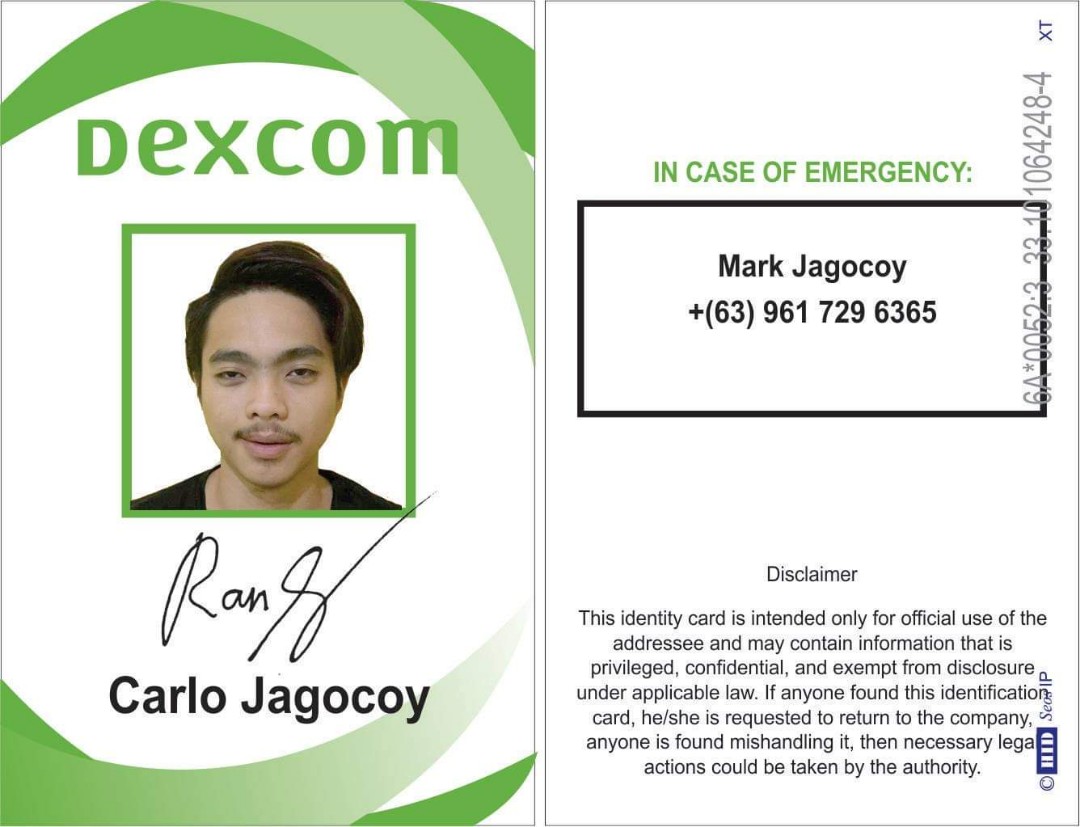 Dexcom
Ran
Carlo Jagocoy
IN CASE OF EMERGENCY:
Mark Jagocoy
+(63) 961 729 6365
Disclaimer
This identity card is intended only for official use of the
addressee and may contain information that is
privileged, confidential, and exempt from disclosure
under applicable law. If anyone found this identification
card, he/she is requested to return to the company,
anyone is found mishandling it, then necessary legal
actions could be taken by the authority.
6A*0052:3 33.101064248-4 XT
© HID Seos IP